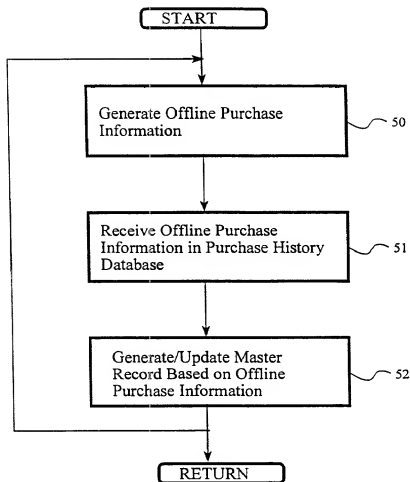 START
Generate Offline Purchase
Information
50
Receive Offline Purchase
Information in Purchase History
Database
51
Generate/Update Master
Record Based on Offline
Purchase Information
52
RETURN